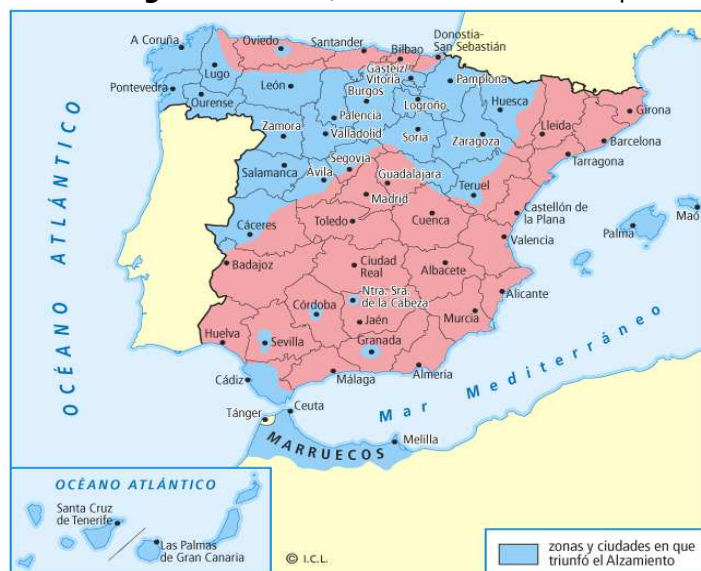 A Coruña
Oviedo
Santander
Bilbao
Donostia-
San Sebastián
Lugo
Gasteiz/
Vitoria
Pamplona
Pontevedra
León
Burgos
Ourense
Logroño
Huesca
Palencia
Girona
Zamora
Valladolid
Soria
Zaragoza
Lleida
Barcelona
Segovia
Tarragona
Salamanca
Ávila
Guadalajara
Teruel
Madrid
Castellón de
la Plana
Maó
Cáceres
Toledo
Cuenca
Palma
Valencia
Badajoz
Ciudad
Real
Albacete
Ntra. Sra.
de la Cabeza
Alicante
Córdoba
Jaén
Murcia
Huelva
Sevilla
Granada
Cádiz
Málaga
Almería
Tánger
Ceuta
Melilla
MARRUECOS
OCÉANO ATLÁNTICO
Mar Mediterráneo
OCÉANO ATLÁNTICO
Santa Cruz
de Tenerife
Las Palmas
de Gran Canaria
© I.C.L.
zonas y ciudades en que
triunfó el Alzamiento